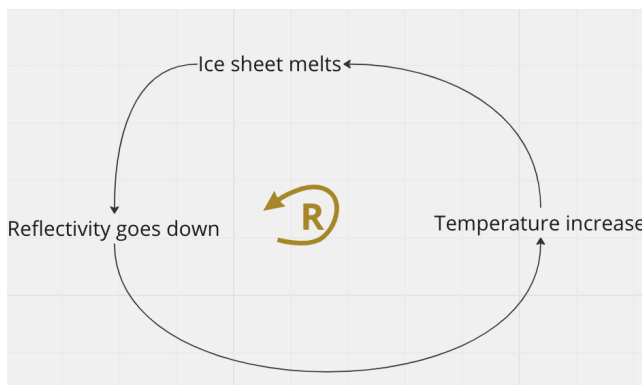 Ice sheet melts
R
Reflectivity goes down
Temperature increase